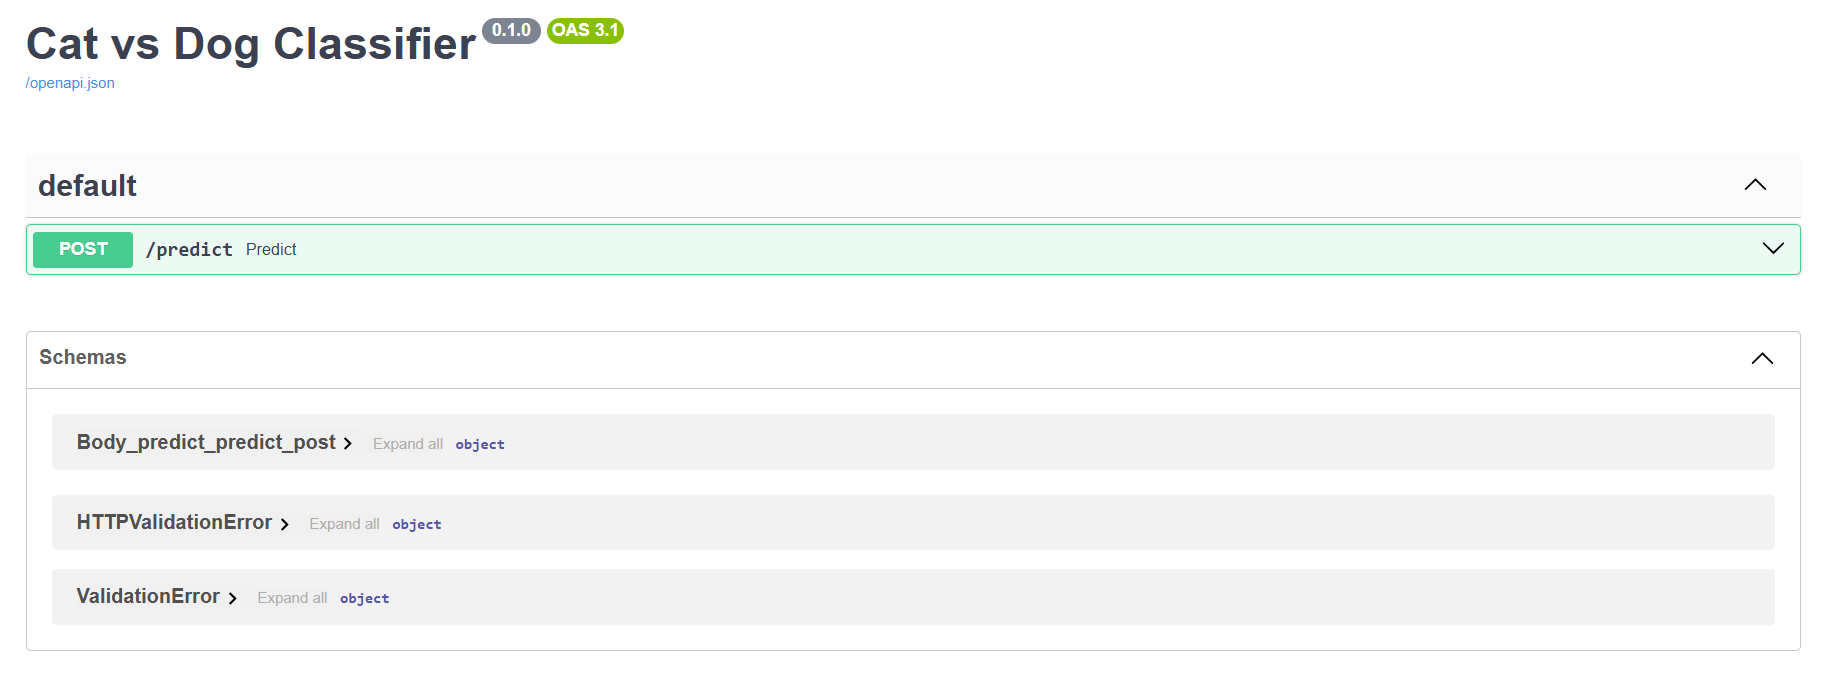 Cat vs Dog Classifier 0.1.0 OAS 3.1
/openapi.json
default
POST /predict Predict
Schemas
Body_predict_predict_post Expand all object
HTTPValidationError Expand all object
ValidationError Expand all object